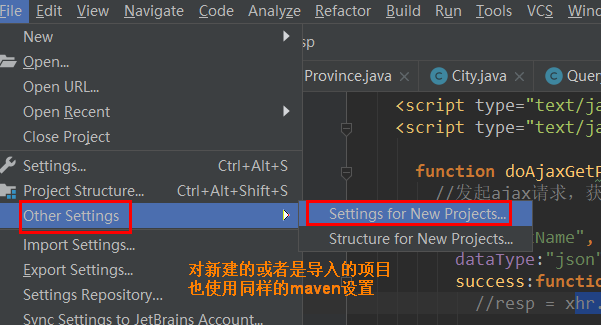 File Edit View Navigate Code Analyze Refactor Build Run Tools VCS
New
Open...
Open URL...
Open Recent
Close Project
Settings... Ctrl+Alt+S
Project Structure... Ctrl+Alt+Shift+S
Other Settings
Import Settings...
Export Settings...
Settings Repository...
Sync Settings to JetBrains Account...
Settings for New Projects...
Structure for New Projects...
对新建的或者是导入的项目
也使用同样的maven设置
sp
Province.java City.java Quer
<script type="text/ja
<script type="text/ja
function doAjaxGetP
//发起ajax请求，获
Name",
dataType:"json"
success:function
//resp = xhr.